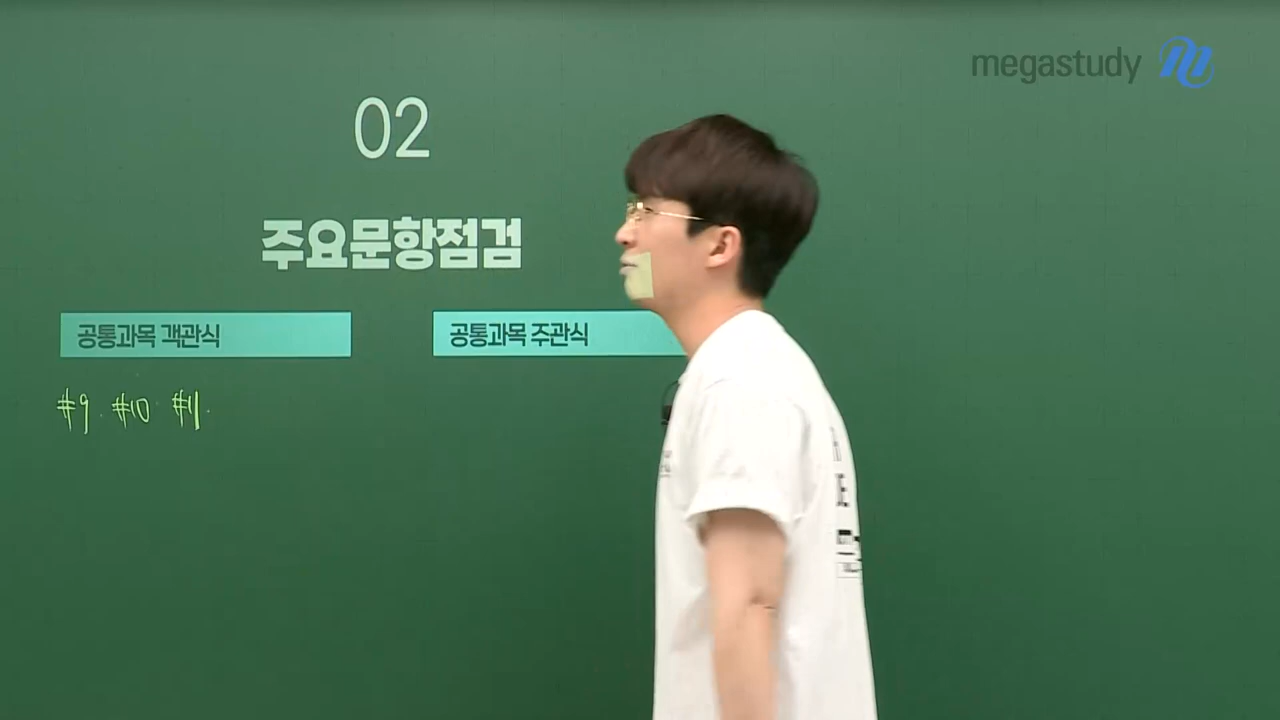 megastudy
02
주요문항점검
공통과목 객관식
공통과목 주관식
#9. #10 #11.